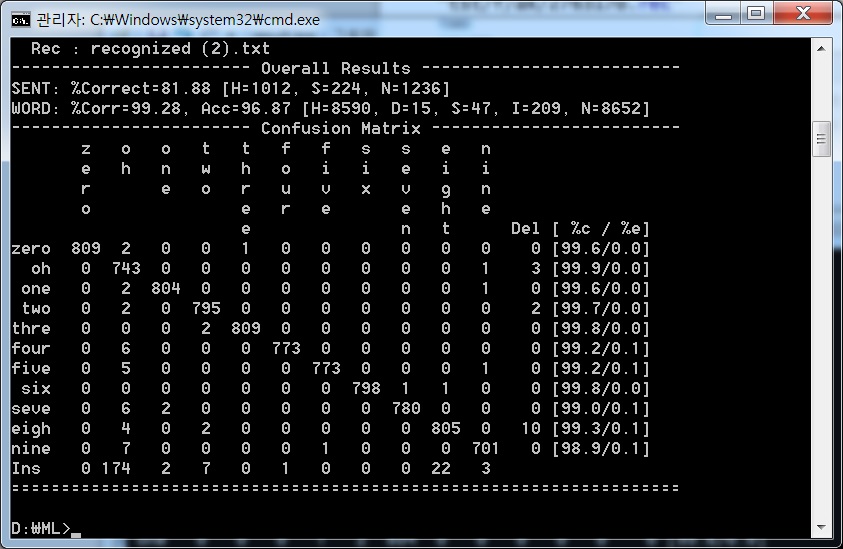 관리자: C:₩Windows₩system32₩cmd.exe
Rec : recognized (2).txt
------------------------ Overall Results -------------------------
SENT: %Correct=81.88 [H=1012, S=224, N=1236]
WORD: %Corr=99.28, Acc=96.87 [H=8590, D=15, S=47, I=209, N=8652]
------------------------ Confusion Matrix -------------------------
z o o t t f f s s e n
e h n w h o i i e i i
r e o r u v x v g n
o e r e e h e
e n t Del [ %c / %e]
zero 809 2 0 0 1 0 0 0 0 0 0 0 [99.6/0.0]
oh 0 743 0 0 0 0 0 0 0 0 1 3 [99.9/0.0]
one 0 2 804 0 0 0 0 0 0 0 1 0 [99.6/0.0]
two 0 2 0 795 0 0 0 0 0 0 0 2 [99.7/0.0]
thre 0 0 0 2 809 0 0 0 0 0 0 0 [99.8/0.0]
four 0 6 0 0 0 773 0 0 0 0 0 0 [99.2/0.1]
five 0 5 0 0 0 0 773 0 0 0 1 0 [99.2/0.1]
six 0 0 0 0 0 0 0 798 1 1 0 0 [99.8/0.0]
seve 0 6 2 0 0 0 0 0 780 0 0 0 [99.0/0.1]
eigh 0 4 0 2 0 0 0 0 0 805 0 10 [99.3/0.1]
nine 0 7 0 0 0 0 1 0 0 0 701 0 [98.9/0.1]
Ins 0 174 2 7 0 1 0 0 0 22 3
===================================================================
D:₩ML>_